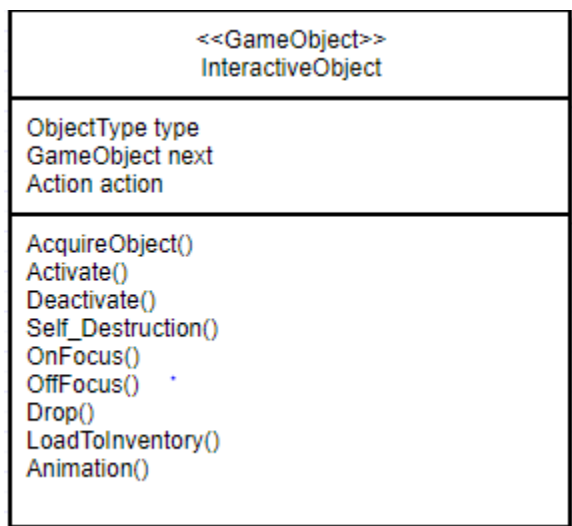 <<GameObject>>
InteractiveObject
ObjectType type
GameObject next
Action action
AcquireObject()
Activate()
Deactivate()
Self_Destruction()
OnFocus()
OffFocus()
Drop()
LoadToInventory()
Animation()